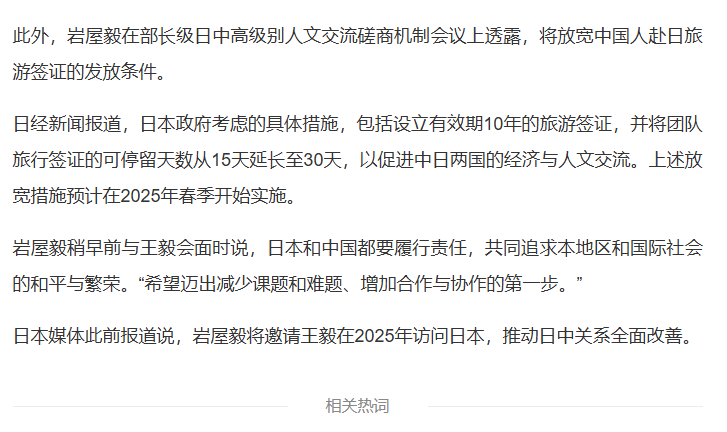 此外，岩屋毅在部长级日中高级别人文交流磋商机制会议上透露，将放宽中国人赴日旅
游签证的发放条件。
日经新闻报道，日本政府考虑的具体措施，包括设立有效期10年的旅游签证，并将团队
旅行签证的可停留天数从15天延长至30天，以促进中日两国的经济与人文交流。上述放
宽措施预计在2025年春季开始实施。
岩屋毅稍早前与王毅会面时说，日本和中国都要履行责任，共同追求本地区和国际社会
的和平与繁荣。“希望迈出减少课题和难题、增加合作与协作的第一步。”
日本媒体此前报道说，岩屋毅将邀请王毅在2025年访问日本，推动日中关系全面改善。
相关热词